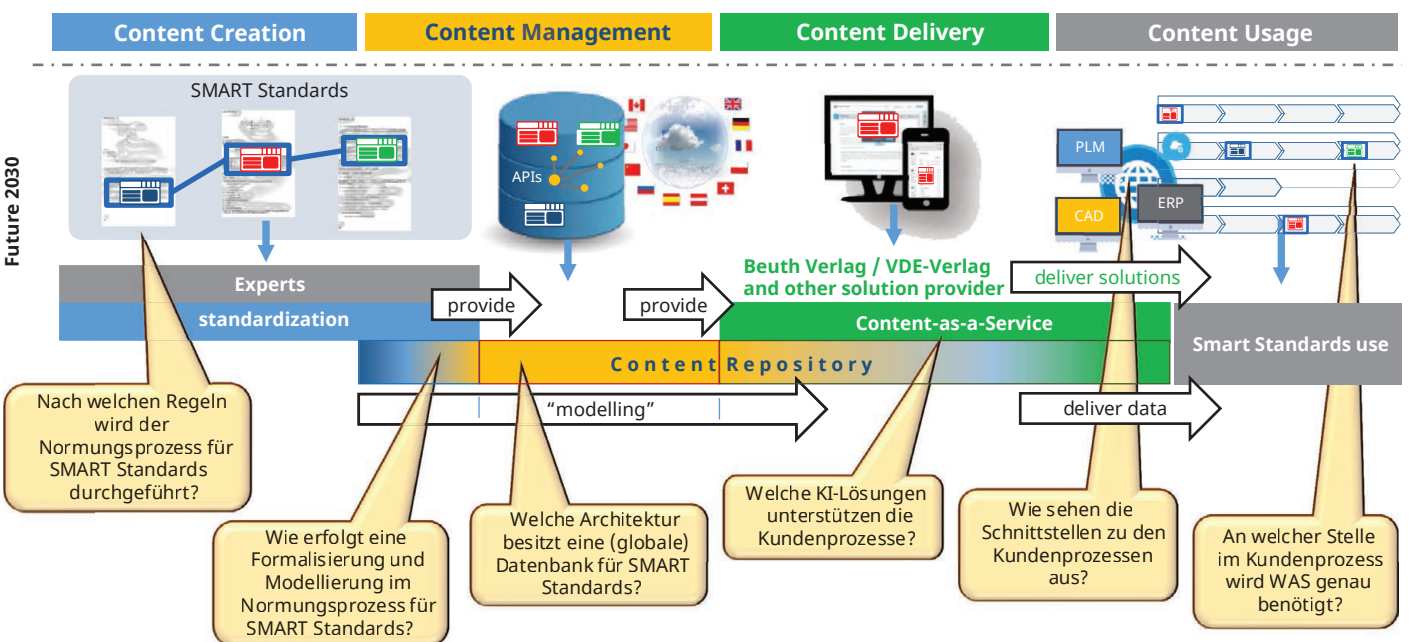 Content Creation
Content Management
Content Delivery
Content Usage
Future 2030
SMART Standards
APIs
PLM
CAD
ERP
Experts
standardization
provide
provide
Beuth Verlag / VDE-Verlag
and other solution provider
deliver solutions
Content-as-a-Service
Content Repository
Smart Standards use
"modelling"
deliver data
Nach welchen Regeln
wird der
Normungsprozess für
SMART Standards
durchgeführt?
Wie erfolgt eine
Formalisierung und
Modellierung im
Normungsprozess für
SMART Standards?
Welche Architektur
besitzt eine (globale)
Datenbank für SMART
Standards?
Welche KI-Lösungen
unterstützen die
Kundenprozesse?
Wie sehen die
Schnittstellen zu den
Kundenprozessen
aus?
An welcher Stelle
im Kundenprozess
wird WAS genau
benötigt?